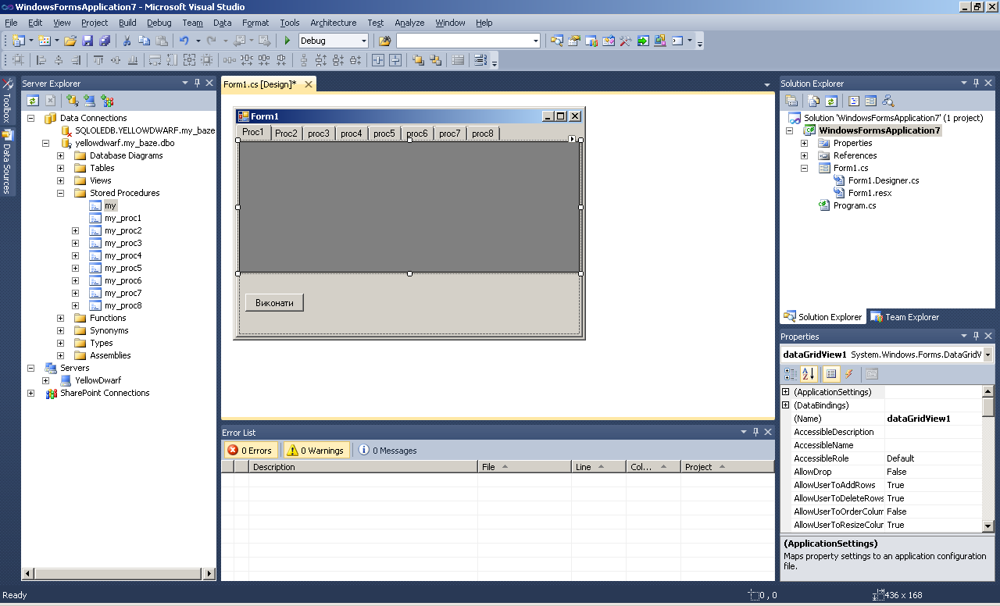 WindowsFormsApplication7 - Microsoft Visual Studio
File Edit View Project Build Debug Team Data Format Tools Architecture Test Analyze Window Help
Debug
Toolbox
Data Sources
Server Explorer
Data Connections
SQLOLEDB.YELLOWDWARF.my_baze
yellowdwarf.my_baze.dbo
Database Diagrams
Tables
Views
Stored Procedures
my
my_proc1
my_proc2
my_proc3
my_proc4
my_proc5
my_proc6
my_proc7
my_proc8
Functions
Synonyms
Types
Assemblies
Servers
YellowDwarf
SharePoint Connections
Form1.cs [Design]*
Form1
Proc1 Proc2 proc3 proc4 proc5 proc6 proc7 proc8
Виконати
Error List
0 Errors 0 Warnings 0 Messages
Description File Line Col... Project
Solution Explorer
Solution 'WindowsFormsApplication7' (1 project)
WindowsFormsApplication7
Properties
References
Form1.cs
Form1.Designer.cs
Form1.resx
Program.cs
Solution Explorer Team Explorer
Properties
dataGridView1 System.Windows.Forms.DataGridV
(ApplicationSettings)
(DataBindings)
(Name) dataGridView1
AccessibleDescription
AccessibleName
AccessibleRole Default
AllowDrop False
AllowUserToAddRows True
AllowUserToDeleteRows True
AllowUserToOrderColum False
AllowUserToResizeColur True
(ApplicationSettings)
Maps property settings to an application configuration
file.
Ready 0 , 0 436 x 168